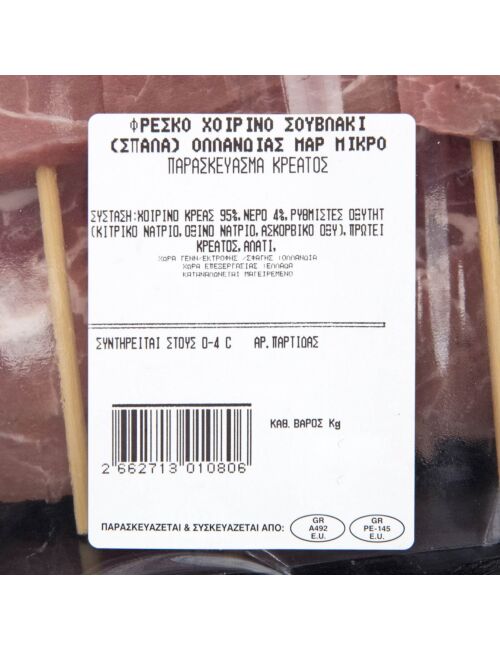 ΦΡΕΣΚΟ ΧΟΙΡΙΝΟ ΣΟΥΒΛΑΚΙ
(ΣΠΑΛΑ) ΟΛΛΑΝΔΙΑΣ ΜΑΡ ΜΙΚΡΟ
ΠΑΡΑΣΚΕΥΑΣΜΑ ΚΡΕΑΤΟΣ
ΣΥΣΤΑΣΗ:ΧΟΙΡΙΝΟ ΚΡΕΑΣ 95%, ΝΕΡΟ 4%, ΡΥΘΜΙΣΤΕΣ ΟΞΥΤΗΤ
(ΚΙΤΡΙΚΟ ΝΑΤΡΙΟ, ΟΞΙΝΟ ΝΑΤΡΙΟ, ΑΣΚΟΡΒΙΚΟ ΟΞΥ), ΠΡΩΤΕΙ
ΚΡΕΑΤΟΣ, ΑΛΑΤΙ,
ΧΩΡΑ ΓΕΝΝ/ΕΚΤΡΟΦΗΣ /ΣΦΑΓΗΣ :ΟΛΛΑΝΔΙΑ
ΧΩΡΑ ΕΠΕΞΕΡΓΑΣΙΑΣ :ΕΛΛΑΔΑ
ΚΑΤΑΝΑΛΩΝΕΤΑΙ ΜΑΓΕΙΡΕΜΕΝΟ
ΣΥΝΤΗΡΕΙΤΑΙ ΣΤΟΥΣ 0-4 C ΑΡ.ΠΑΡΤΙΔΑΣ
ΚΑΘ. ΒΑΡΟΣ Kg
2 662713 010806
ΠΑΡΑΣΚΕΥΑΖΕΤΑΙ & ΣΥΣΚΕΥΑΖΕΤΑΙ ΑΠΟ:
GR
A492
E.U.
GR
PE-145
E.U.